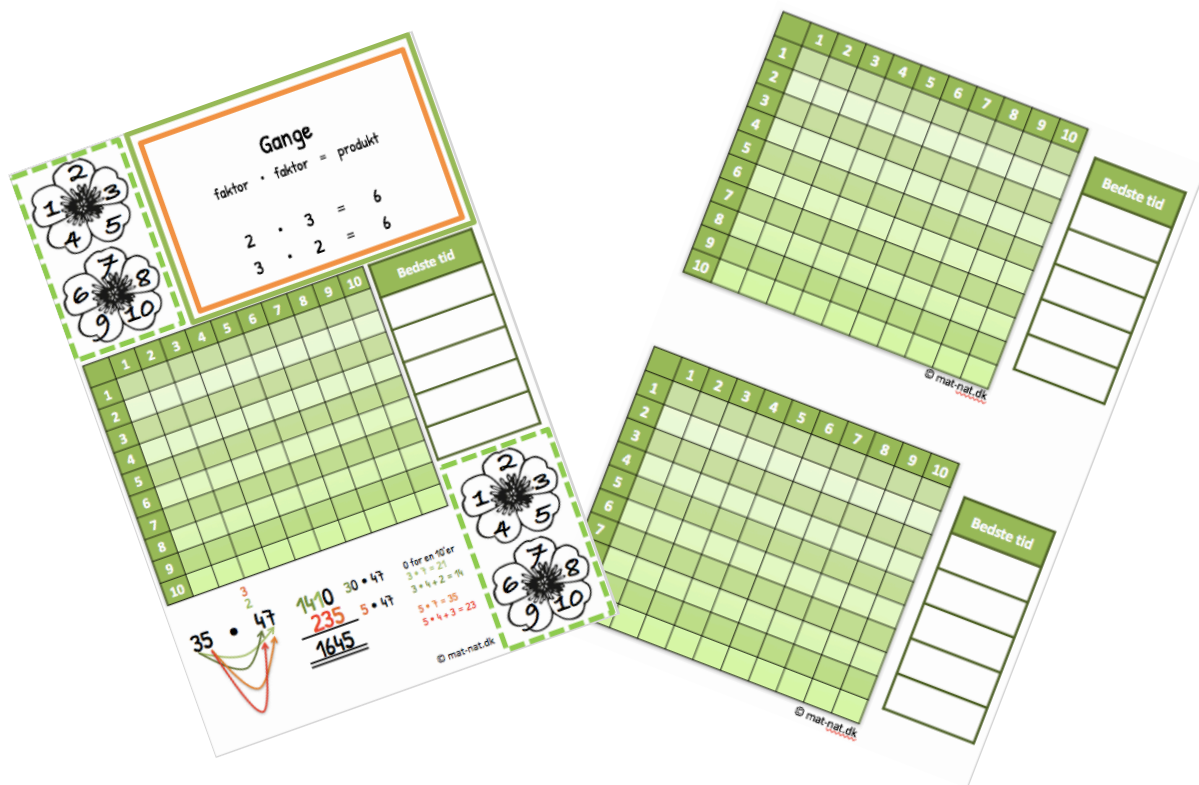 Gange
faktor · faktor = produkt
2 · 3 = 6
3 · 2 = 6
2
1 3
4 5
7
6 8
9 10
Bedste tid
1 2 3 4 5 6 7 8 9 10
1
2
3
4
5
6
7
8
9
10
2
1 3
4 5
7
6 8
9 10
3
2
35 • 47
1410 30 • 47
235 5 • 47
1645
0 for en 10'er
3 • 7 = 21
3 • 4 + 2 = 14
5 • 7 = 35
5 • 4 + 3 = 23
© mat-nat.dk
1 2 3 4 5 6 7 8 9 10
1
2
3
4
5
6
7
8
9
10
Bedste tid
© mat-nat.dk
1 2 3 4 5 6 7 8 9 10
1
2
3
4
5
6
7
Bedste tid
© mat-nat.dk